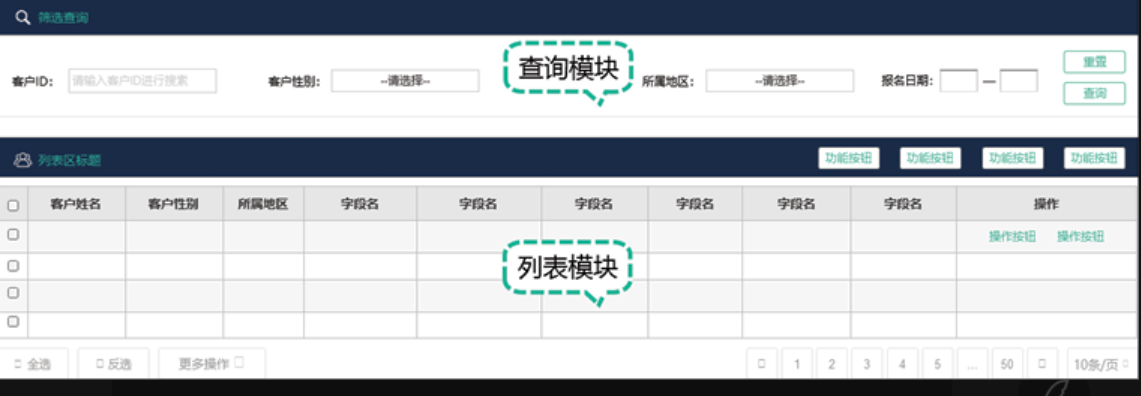 筛选查询
查询模块
客户ID： 请输入客户ID进行搜索 客户性别： --请选择-- 所属地区： --请选择-- 报名日期： — 重置
查询
列表区标题 功能按钮 功能按钮 功能按钮 功能按钮
客户姓名 客户性别 所属地区 字段名 字段名 字段名 字段名 字段名 字段名 操作
操作按钮 操作按钮
列表模块
全选 反选 更多操作 1 2 3 4 5 ... 50 10条/页